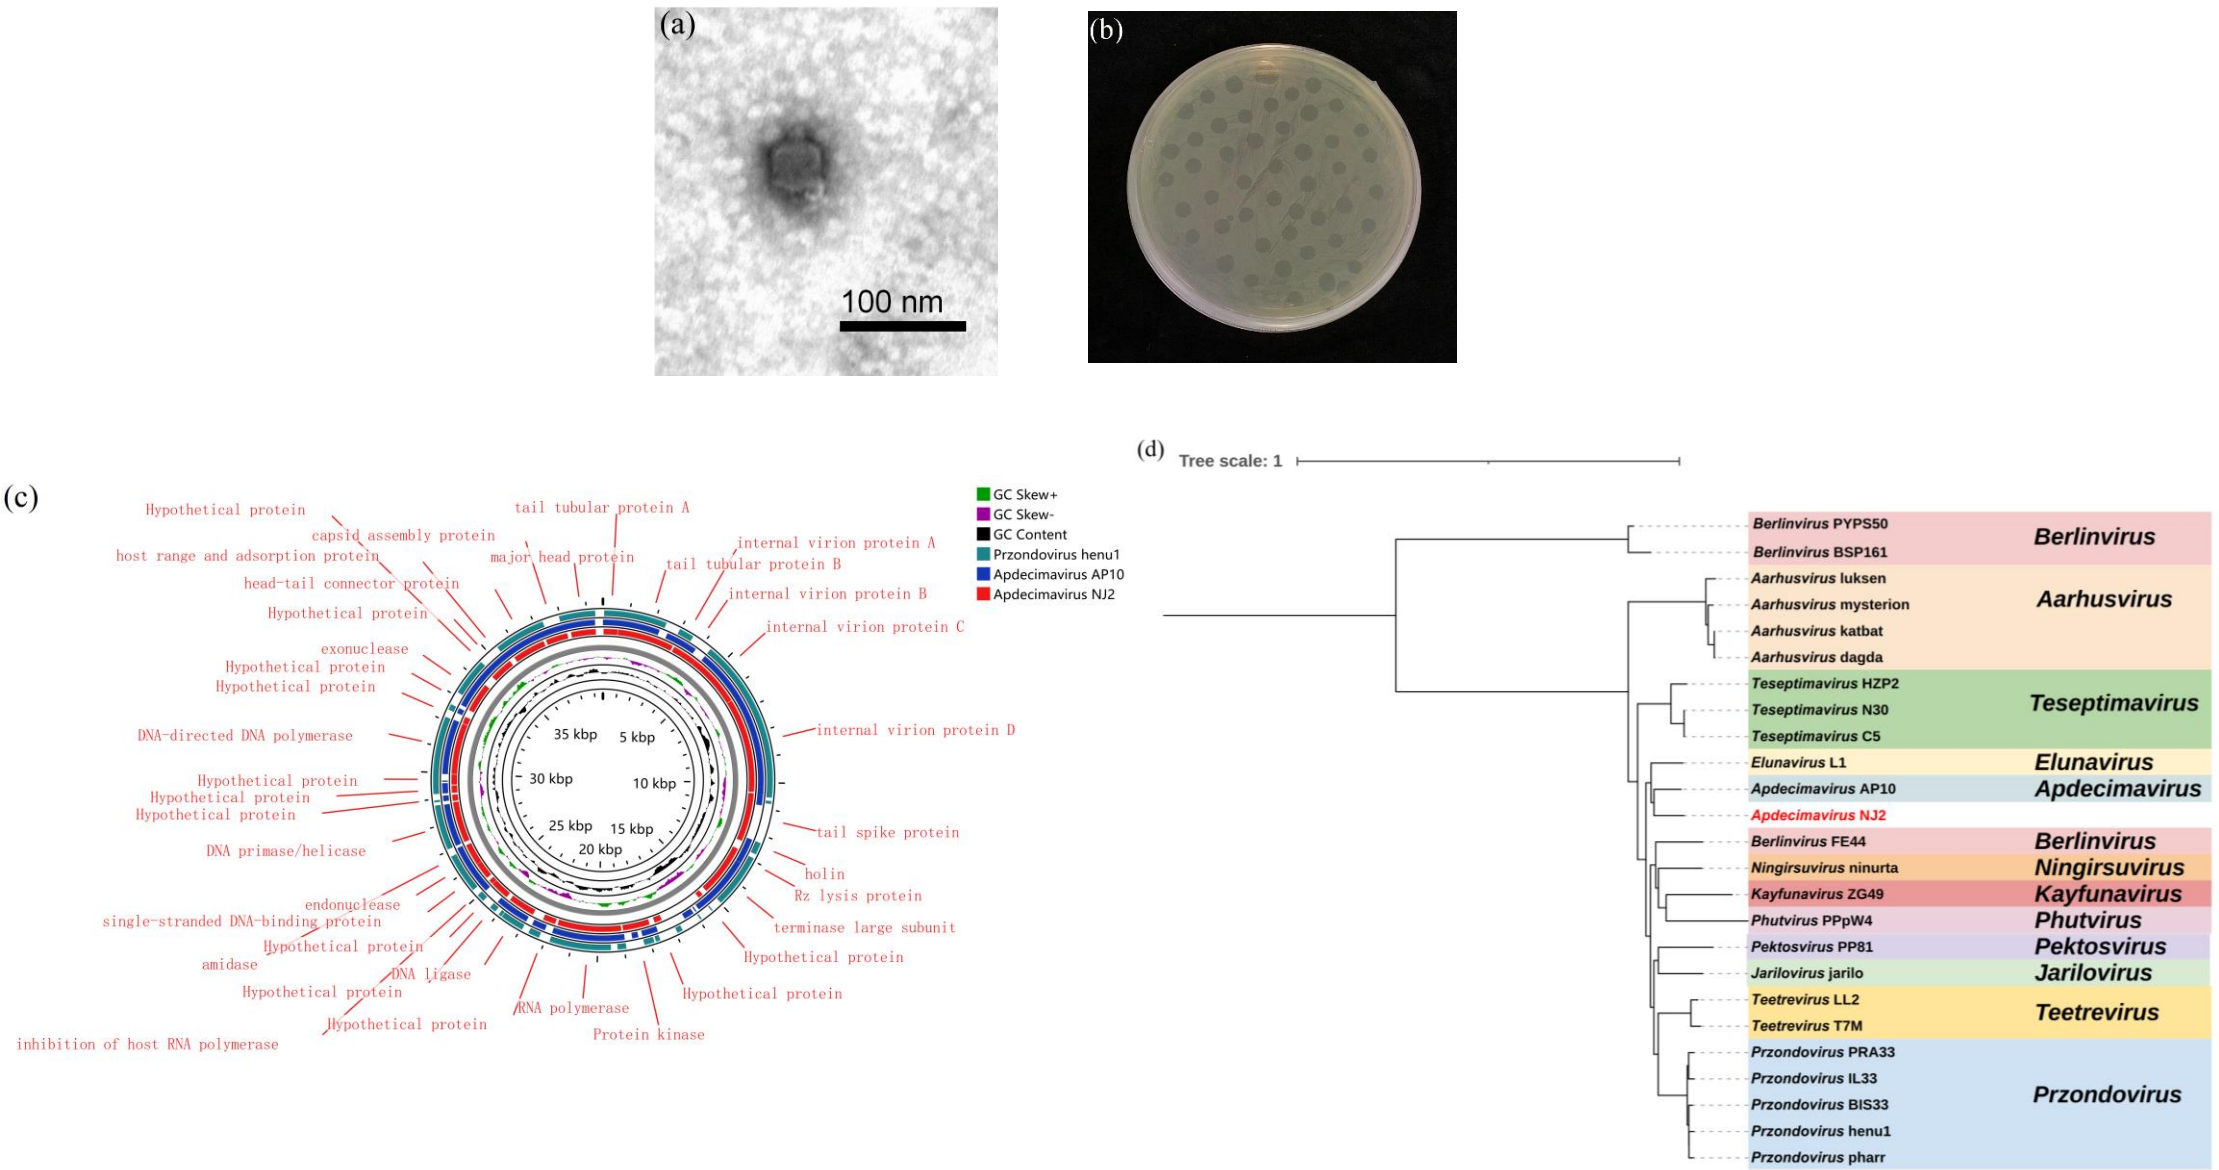 (a)
100 nm
(b)
(c)
Hypothetical protein
capsid assembly protein
host range and adsorption protein
head-tail connector protein
Hypothetical protein
exonuclease
Hypothetical protein
Hypothetical protein
DNA-directed DNA polymerase
Hypothetical protein
Hypothetical protein
Hypothetical protein
DNA primase/helicase
endonuclease
single-stranded DNA-binding protein
Hypothetical protein
amidase
DNA ligase
Hypothetical protein
Hypothetical protein
inhibition of host RNA polymerase
tail tubular protein A
major head protein
internal virion protein A
tail tubular protein B
internal virion protein B
internal virion protein C
internal virion protein D
tail spike protein
holin
Rz lysis protein
terminase large subunit
Hypothetical protein
Hypothetical protein
RNA polymerase
Protein kinase
35 kbp
5 kbp
30 kbp
10 kbp
25 kbp
15 kbp
20 kbp
GC Skew+
GC Skew-
GC Content
Przondovirus henu1
Apdecimavirus AP10
Apdecimavirus NJ2
(d)
Tree scale: 1
Berlinvirus PYPS50
Berlinvirus
Berlinvirus BSP161
Aarhusvirus luksen
Aarhusvirus
Aarhusvirus mysterion
Aarhusvirus katbat
Aarhusvirus dagda
Teseptimavirus HZP2
Teseptimavirus
Teseptimavirus N30
Teseptimavirus C5
Elunavirus L1
Elunavirus
Apdecimavirus AP10
Apdecimavirus
Apdecimavirus NJ2
Berlinvirus FE44
Berlinvirus
Ningirsuvirus ninurta
Ningirsuvirus
Kayfunavirus ZG49
Kayfunavirus
Phutvirus PPpW4
Phutvirus
Pektosvirus PP81
Pektosvirus
Jarilovirus jarilo
Jarilovirus
Teetrevirus LL2
Teetrevirus
Teetrevirus T7M
Przondovirus PRA33
Przondovirus IL33
Przondovirus
Przondovirus BIS33
Przondovirus henu1
Przondovirus pharr